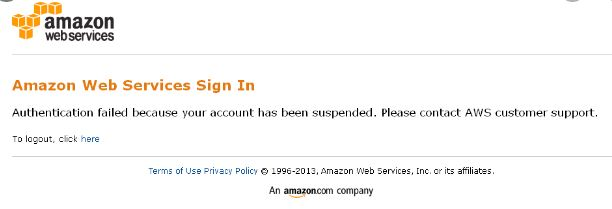 amazon
webservices
Amazon Web Services Sign In
Authentication failed because your account has been suspended. Please contact AWS customer support.
To logout, click here
Terms of Use Privacy Policy © 1996-2013, Amazon Web Services, Inc. or its affiliates.
An amazon.com company